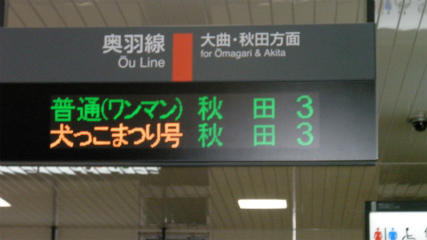 奥羽線
Ōu Line
大曲・秋田方面
for Ōmagari & Akita
普通(ワンマン) 秋 田 3
犬っこまつり号 秋 田 3